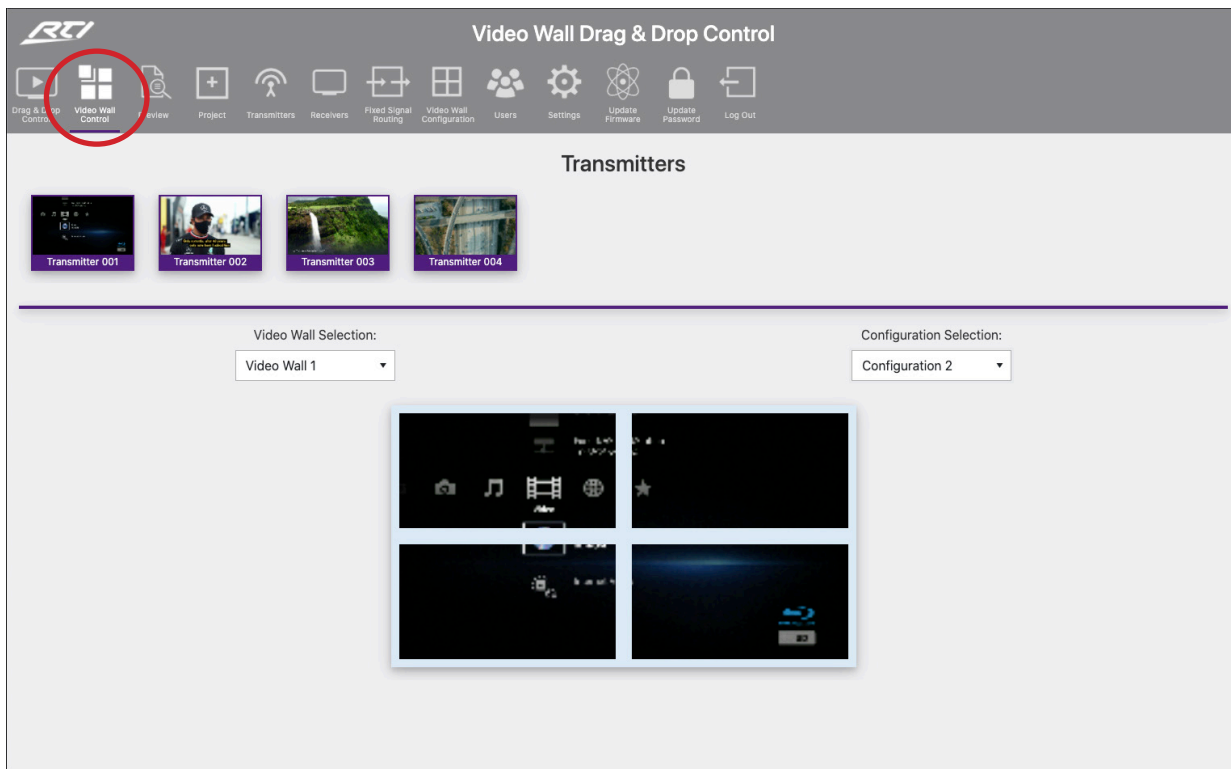 RTI
Video Wall Drag & Drop Control
Drag & Drop
Control
Video Wall
Control
Preview
Project
Transmitters
Receivers
Fixed Signal
Routing
Video Wall
Configuration
Users
Settings
Update
Firmware
Update
Password
Log Out
Transmitters
Transmitter 001
Transmitter 002
Transmitter 003
Transmitter 004
Video Wall Selection:
Configuration Selection:
Video Wall 1
Configuration 2